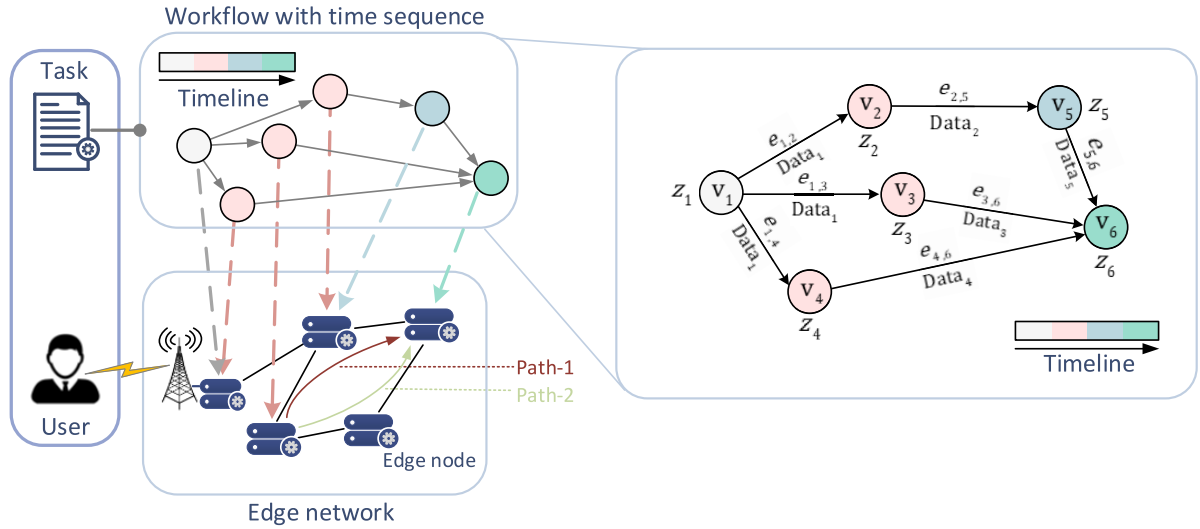 Workflow with time sequence
Task
Timeline
User
Path-1
Path-2
Edge node
Edge network
v₁
z₁
e₁,₂
Data₁
v₂
z₂
e₂,₅
Data₂
v₅
z₅
e₅,₆
Data₅
e₁,₃
Data₁
v₃
z₃
e₃,₆
Data₃
v₆
z₆
e₁,₄
Data₁
v₄
z₄
e₄,₆
Data₄
Timeline